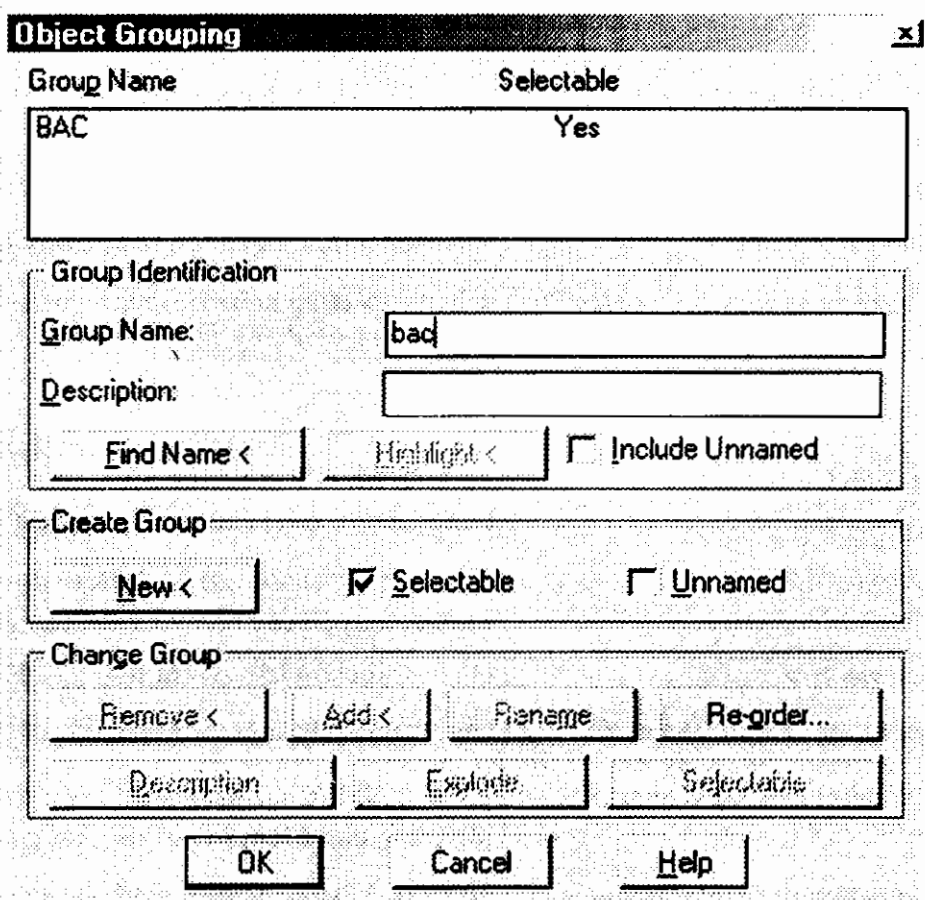 Object Grouping
Group Name Selectable
BAC Yes
Group Identification
Group Name: bac
Description:
Find Name < Highlight < Include Unnamed
Create Group
New < Selectable Unnamed
Change Group
Remove < Add < Rename Re-order...
Description Explode Selectable
OK Cancel Help